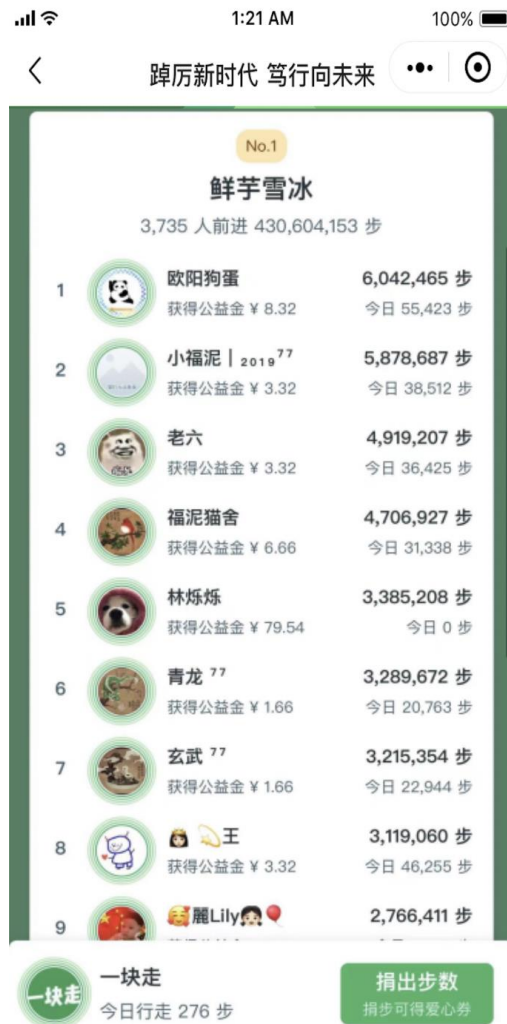 1:21 AM
100%
踔厉新时代 笃行向未来
No.1
鲜芋雪冰
3,735 人前进 430,604,153 步
1
欧阳狗蛋
6,042,465 步
获得公益金 ¥ 8.32
今日 55,423 步
2
小福泥｜₂₀₁₉⁷⁷
5,878,687 步
获得公益金 ¥ 3.32
今日 38,512 步
3
老六
4,919,207 步
获得公益金 ¥ 3.32
今日 36,425 步
4
福泥猫舍
4,706,927 步
获得公益金 ¥ 6.66
今日 31,338 步
5
林烁烁
3,385,208 步
获得公益金 ¥ 79.54
今日 0 步
6
青龙 ⁷⁷
3,289,672 步
获得公益金 ¥ 1.66
今日 20,763 步
7
玄武 ⁷⁷
3,215,354 步
获得公益金 ¥ 1.66
今日 22,944 步
8
👸🏻 💫王
3,119,060 步
获得公益金 ¥ 3.32
今日 46,255 步
9
🥰麗Lily👧🏻🎈
2,766,411 步
一块走
一块走
今日行走 276 步
捐出步数
捐步可得爱心券